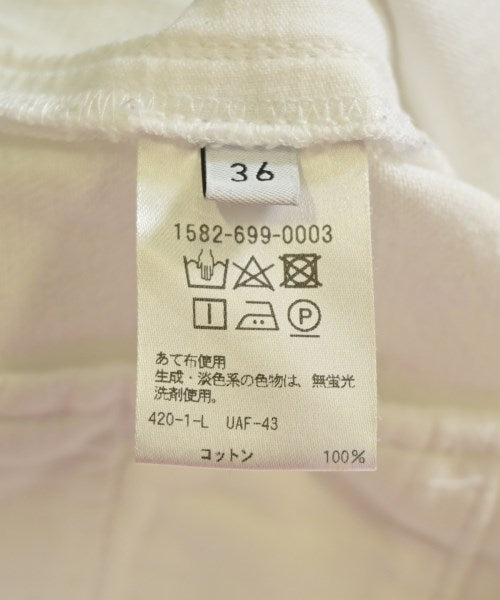 36
1582-699-0003
P
あて布使用
生成・淡色系の色物は、無蛍光
洗剤使用。
420-1-L UAF-43
コットン 100%